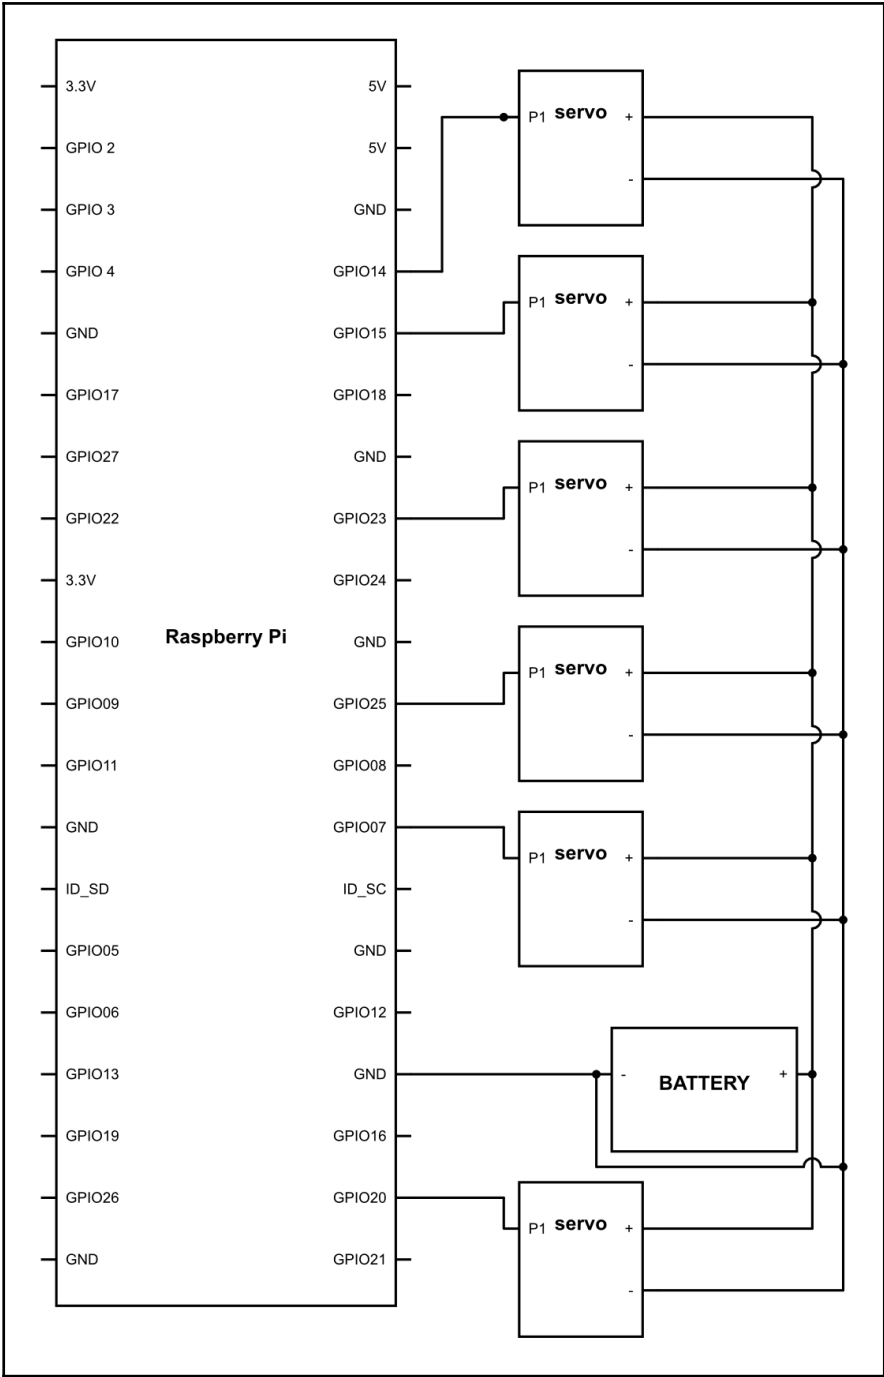 3.3V
GPIO 2
GPIO 3
GPIO 4
GND
GPIO17
GPIO27
GPIO22
3.3V
GPIO10
GPIO09
GPIO11
GND
ID_SD
GPIO05
GPIO06
GPIO13
GPIO19
GPIO26
GND
Raspberry Pi
5V
5V
GND
GPIO14
GPIO15
GPIO18
GND
GPIO23
GPIO24
GND
GPIO25
GPIO08
GPIO07
ID_SC
GND
GPIO12
GND
GPIO16
GPIO20
GPIO21
P1 servo +
-
P1 servo +
-
P1 servo +
-
P1 servo +
-
P1 servo +
-
- BATTERY +
P1 servo +
-